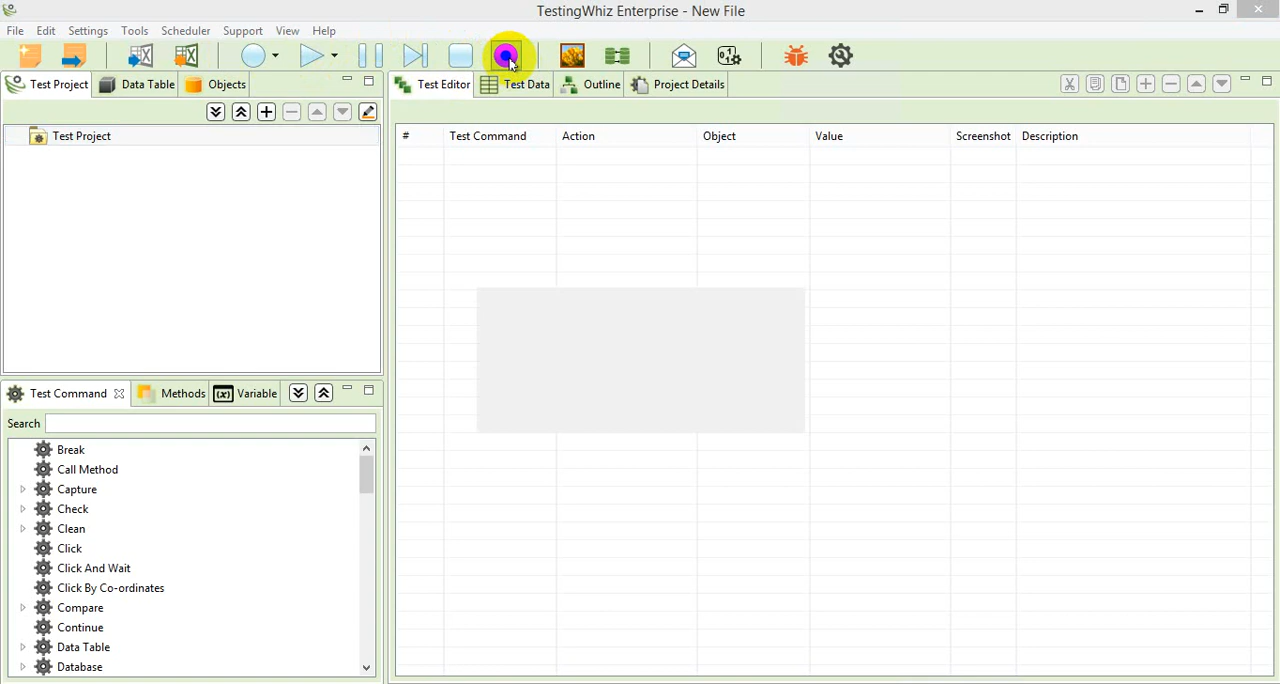 TestingWhiz Enterprise - New File
File Edit Settings Tools Scheduler Support View Help
Test Project Data Table Objects
Test Editor Test Data Outline Project Details
Test Project
# Test Command Action Object Value Screenshot Description
Test Command Methods Variable
Search
Break
Call Method
Capture
Check
Clean
Click
Click And Wait
Click By Co-ordinates
Compare
Continue
Data Table
Database